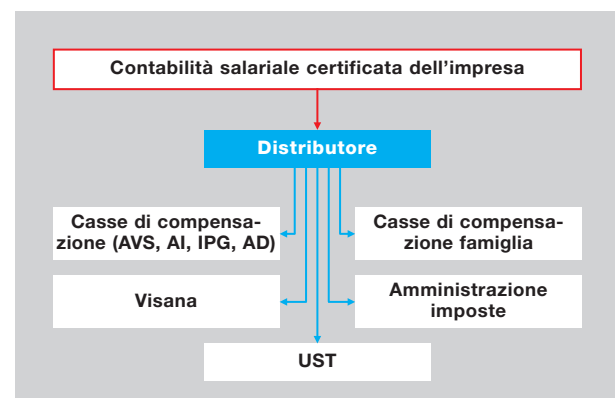 Contabilità salariale certificata dell'impresa
Distributore
Casse di compensa-
zione (AVS, AI, IPG, AD)
Casse di compensa-
zione famiglia
Visana
Amministrazione
imposte
UST